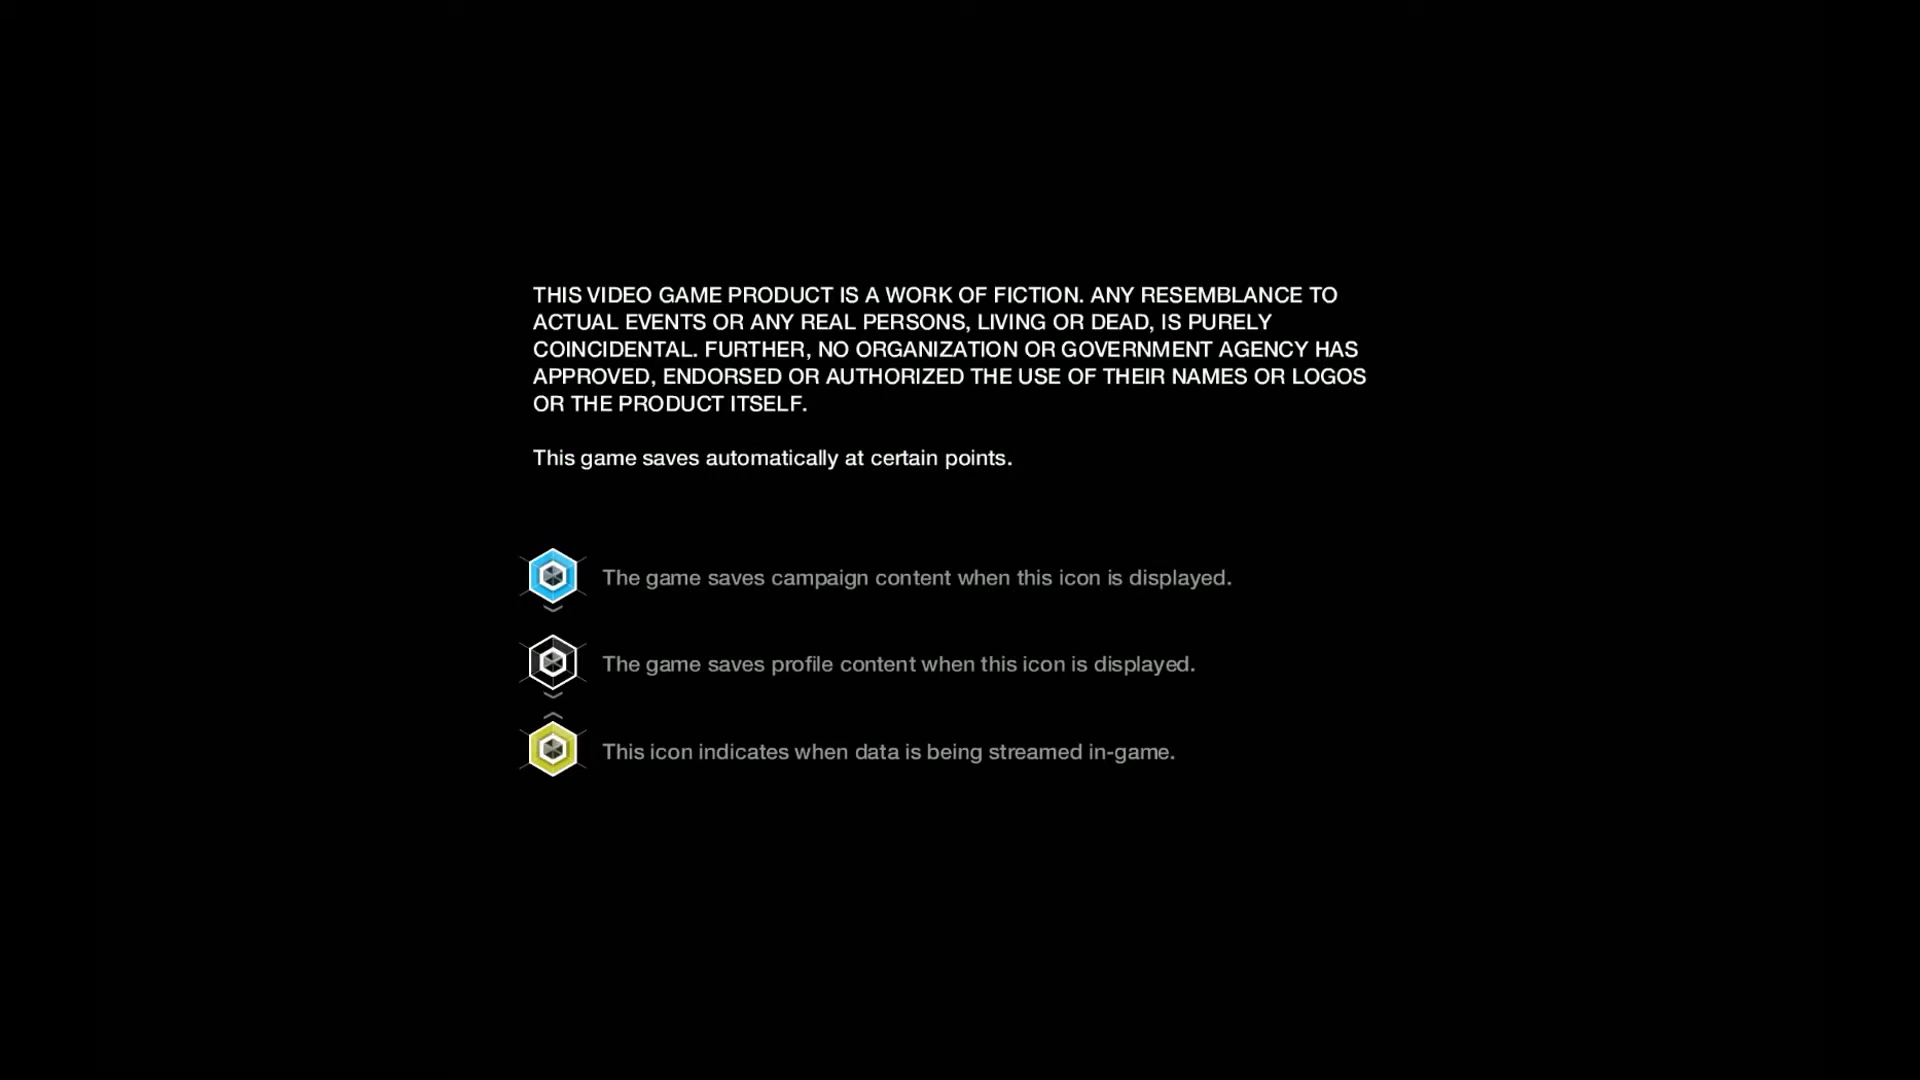 THIS VIDEO GAME PRODUCT IS A WORK OF FICTION. ANY RESEMBLANCE TO
ACTUAL EVENTS OR ANY REAL PERSONS, LIVING OR DEAD, IS PURELY
COINCIDENTAL. FURTHER, NO ORGANIZATION OR GOVERNMENT AGENCY HAS
APPROVED, ENDORSED OR AUTHORIZED THE USE OF THEIR NAMES OR LOGOS
OR THE PRODUCT ITSELF.
This game saves automatically at certain points.
The game saves campaign content when this icon is displayed.
The game saves profile content when this icon is displayed.
This icon indicates when data is being streamed in-game.